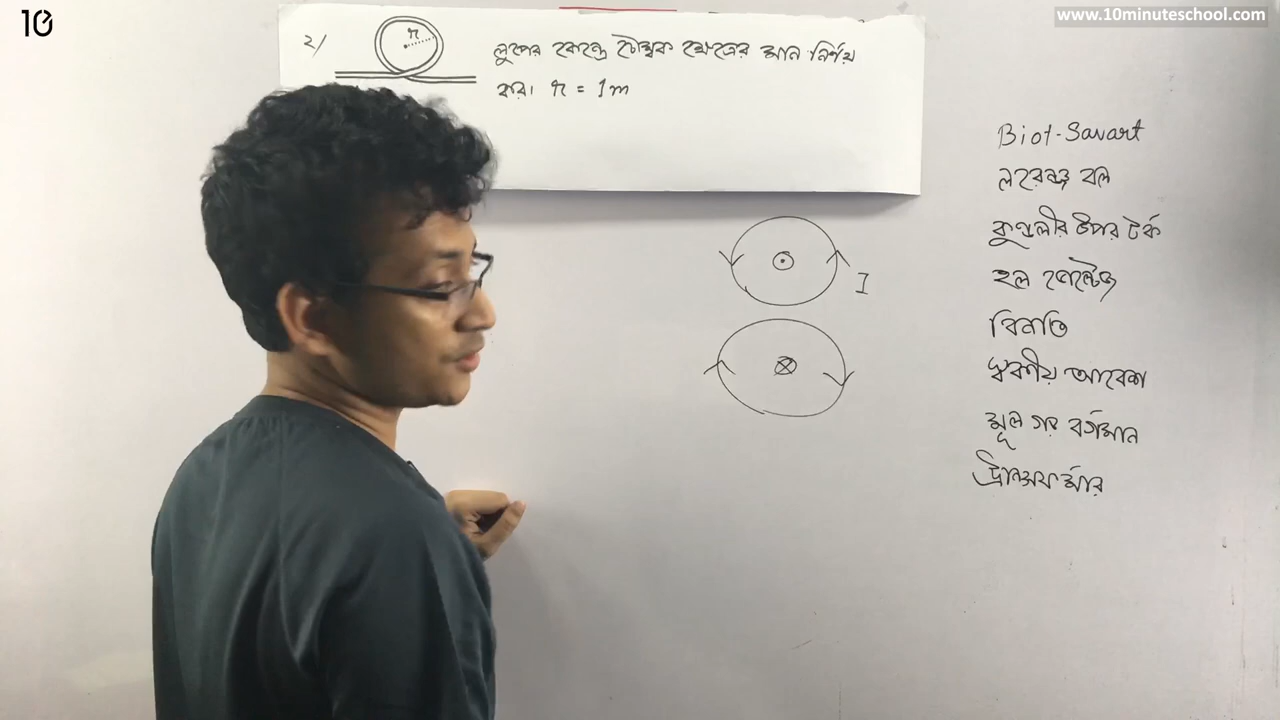 10
www.10minuteschool.com
২/ r লুপের কেন্দ্রে চৌম্বক ক্ষেত্রের মান নির্ণয়
কর। r = 1m
I
Biot-Savart
লরেঞ্জ বল
কুণ্ডলীর উপর টর্ক
হল ভোল্টেজ
বিনতি
স্বকীয় আবেশ
মূল গড় বর্গমান
ট্রান্সফর্মার